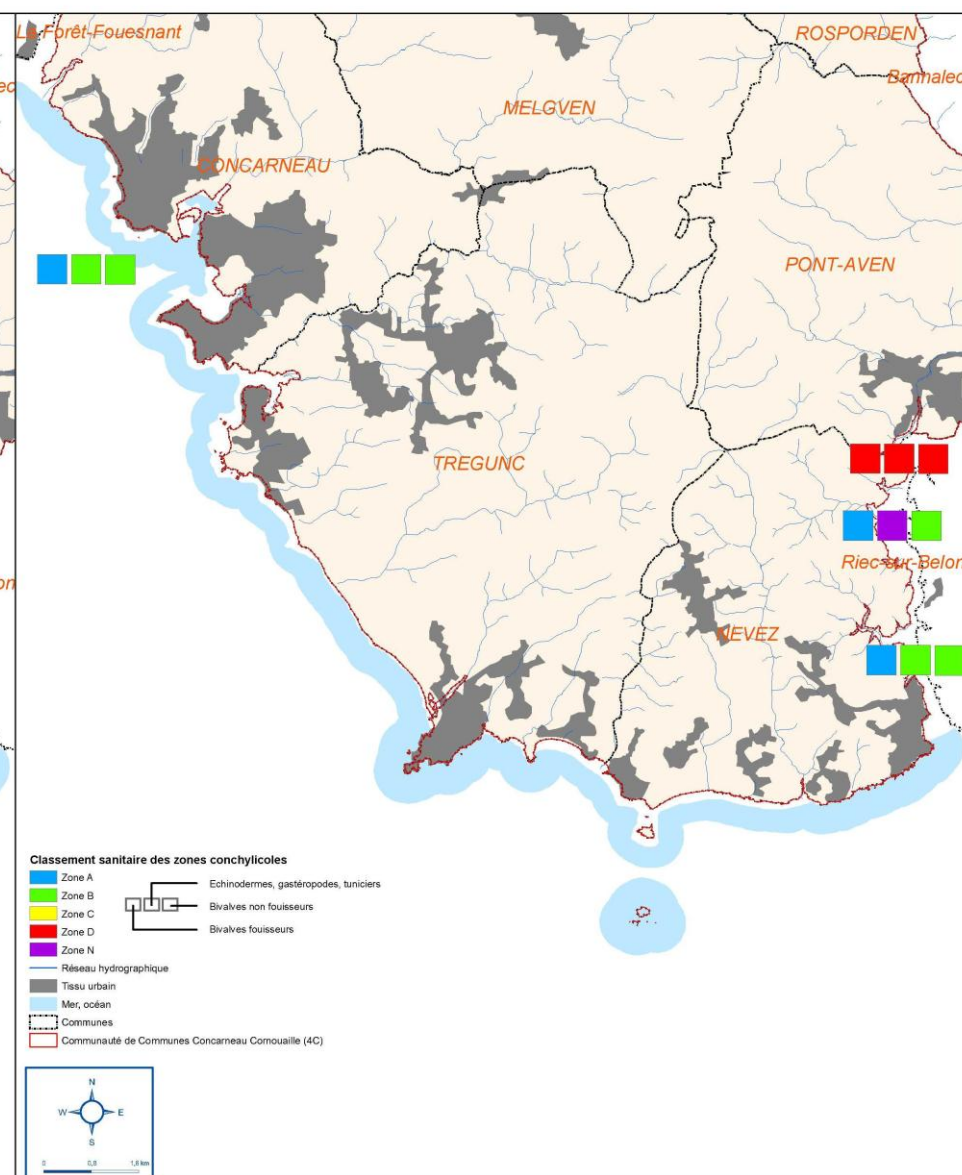 La Forêt-Fouesnant
ROSPORDEN
Bannalec
ec
MELGVEN
CONCARNEAU
PONT-AVEN
TREGUNC
Riec-sur-Belon
on
NEVEZ
Classement sanitaire des zones conchylicoles
Zone A
Zone B
Zone C
Zone D
Zone N
Echinodermes, gastéropodes, tuniciers
Bivalves non fouisseurs
Bivalves fouisseurs
Réseau hydrographique
Tissu urbain
Mer, océan
Communes
Communauté de Communes Concarneau Cornouaille (4C)
N
W E
S
0 0,8 1,6 km